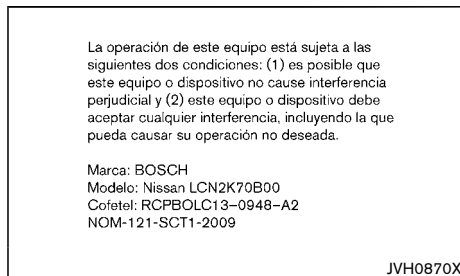 La operación de este equipo está sujeta a las
siguientes dos condiciones: (1) es posible que
este equipo o dispositivo no cause interferencia
perjudicial y (2) este equipo o dispositivo debe
aceptar cualquier interferencia, incluyendo la que
pueda causar su operación no deseada.
Marca: BOSCH
Modelo: Nissan LCN2K70B00
Cofetel: RCPBOLC13-0948-A2
NOM-121-SCT1-2009
JVH0870X